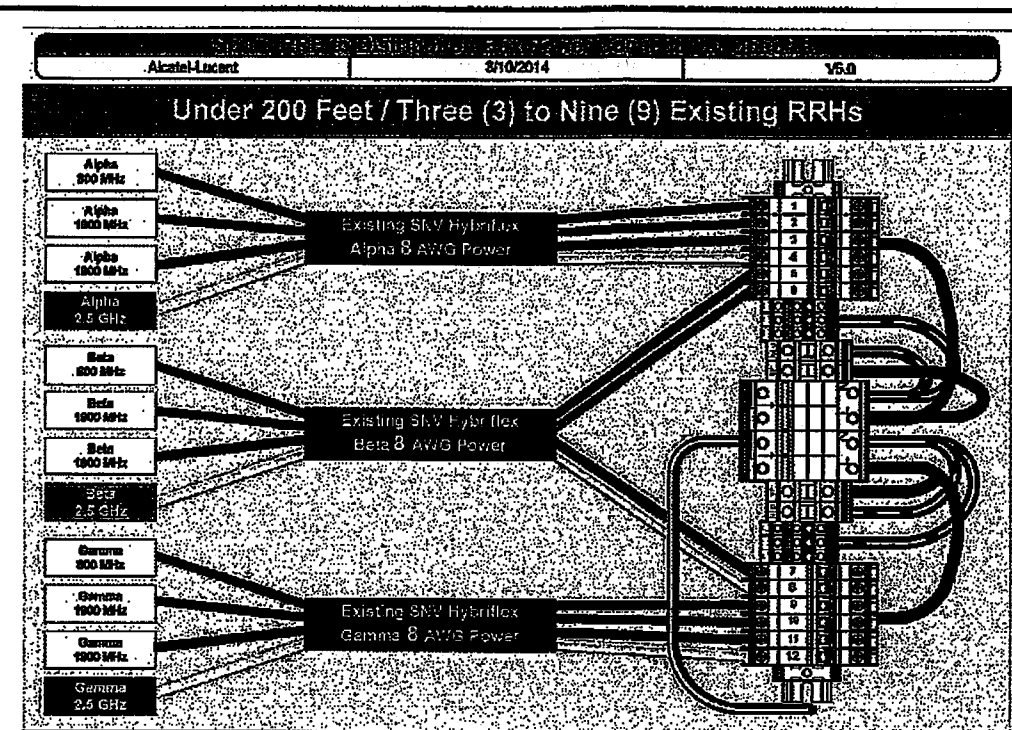 Alcatel-Lucent
8/10/2014
V5.0
Under 200 Feet / Three (3) to Nine (9) Existing RRHs
Alpha
800 MHz
Alpha
1900 MHz
Alpha
1900 MHz
Alpha
2.5 GHz
Existing SNV Hybriflex
Alpha 8 AWG Power
1
2
3
4
5
6
Beta
800 MHz
Beta
1900 MHz
Beta
1900 MHz
Beta
2.5 GHz
Existing SNV Hybriflex
Beta 8 AWG Power
Gamma
800 MHz
Gamma
1900 MHz
Gamma
1900 MHz
Gamma
2.5 GHz
Existing SNV Hybriflex
Gamma 8 AWG Power
7
8
9
10
11
12